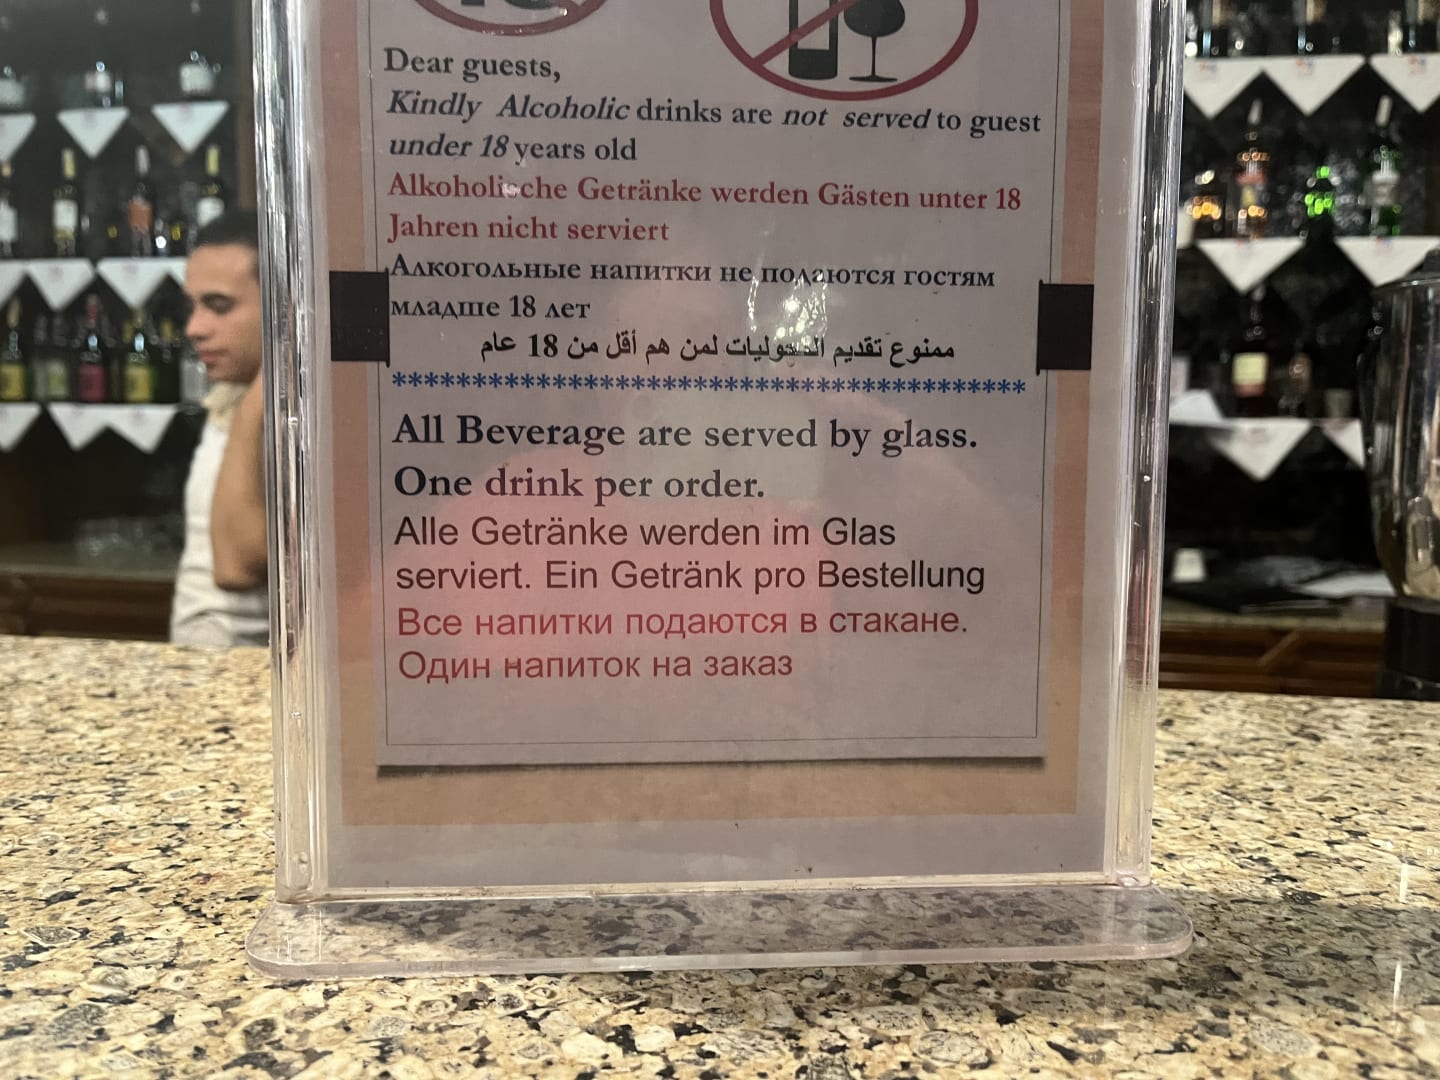 Dear guests,
Kindly Alcoholic drinks are not served to guest
under 18 years old
Alkoholische Getränke werden Gästen unter 18
Jahren nicht serviert
Алкогольные напитки не подаются гостям
младше 18 лет
ممنوع تقديم الكحوليات لمن هم أقل من 18 عام
****************************************
All Beverage are served by glass.
One drink per order.
Alle Getränke werden im Glas
serviert. Ein Getränk pro Bestellung
Все напитки подаются в стакане.
Один напиток на заказ